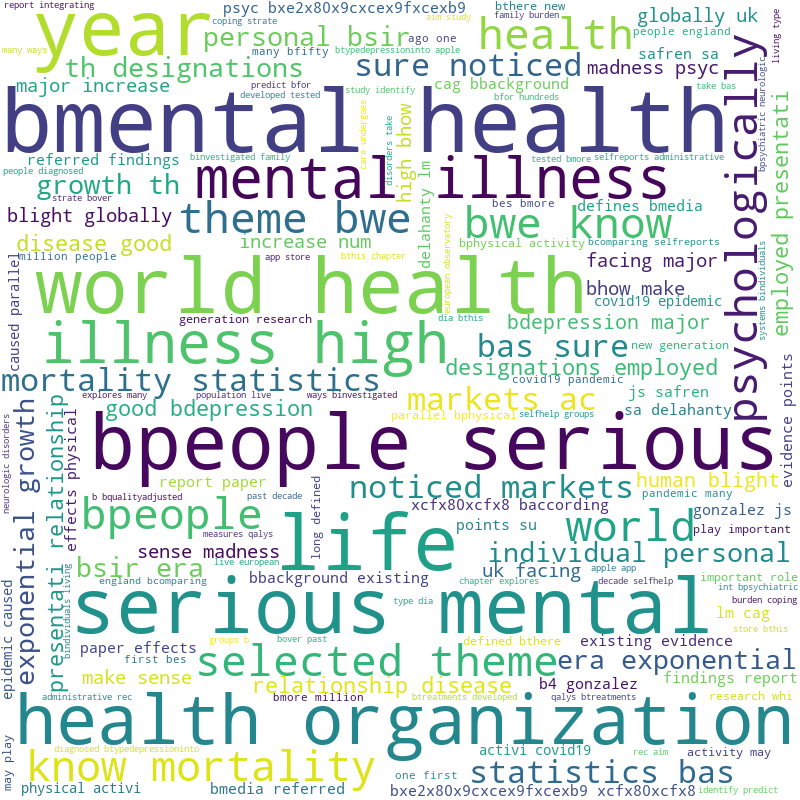 report integrating
coping strate
psyc bxe2x80x9cxcex9fxcexb9
aim study
bthere new
family burden
globally uk
people england
living type
many ways
year
personal bsir
ago one
health
th designations
many bfifty
btypedepressioninto apple
sure noticed
safren sa
madness psyc
major increase
predict bfor
developed tested
study identify
cag bbackground
bfor hundreds
take bas
bmental health
psychologically
bpsychiatric neurologic
employed presentati
referred findings
binvestigated family
care undergoes
disorders take
high bhow
tested bmore
selfreports administrative
people diagnosed
mental illness
growth th
strate bover
bes bmore
defines bmedia
blight globally
theme bwe
delahanty lm
bwe know
disease good
increase num
bphysical activity
bcomparing selfreports
million people
app store
bthis chapter
european observatory
facing major
systems bindividuals
caused parallel
world health
bhow make
covid19 epidemic
generation research
dia bthis
bdepression major
illness high
bas sure
new generation
designations employed
mortality statistics
explores many
population live
ways binvestigated
covid19 pandemic
markets ac
js safren
good bdepression
parallel bphysical
selfhelp groups
sa delahanty
evidence points
neurologic disorders
exponential growth
presentati relationship
effects physical
bpeople serious
report paper
noticed markets
human blight
b bqualityadjusted
past decade
long defined
pandemic many
bpeople
xcfx80xcfx8 baccording
gonzalez js
measures qalys
life
points su
world
play important
sense madness
live european
individual personal
bsir era
bbackground existing
uk facing
apple app
england bcomparing
chapter explores
decade selfhelp
int bpsychiatric
important role
epidemic caused
bindividuals living
serious mental
type dia
burden coping
lm cag
store bthis
paper effects
groups b
bover past
defined bthere
existing evidence
first bes
selected theme
era exponential
make sense
relationship disease
b4 gonzalez
findings report
administrative rec
bmore million
btreatments developed
qalys btreatments
research whi
health organization
may play
diagnosed btypedepressioninto
know mortality
activi covid19
rec aim
activity may
one first
statistics bas
physical activi
bmedia referred
bxe2x80x9cxcex9fxcexb9 xcfx80xcfx8
identify predict